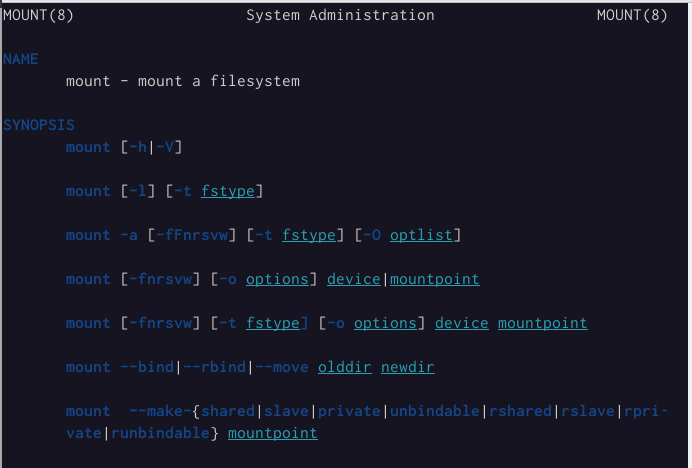 MOUNT(8) System Administration MOUNT(8)
NAME
mount - mount a filesystem
SYNOPSIS
mount [-h|-V]
mount [-l] [-t fstype]
mount -a [-fFnrsvw] [-t fstype] [-O optlist]
mount [-fnrsvw] [-o options] device|mountpoint
mount [-fnrsvw] [-t fstype] [-o options] device mountpoint
mount --bind|--rbind|--move olddir newdir
mount --make-{shared|slave|private|unbindable|rshared|rslave|rpri-
vate|runbindable} mountpoint